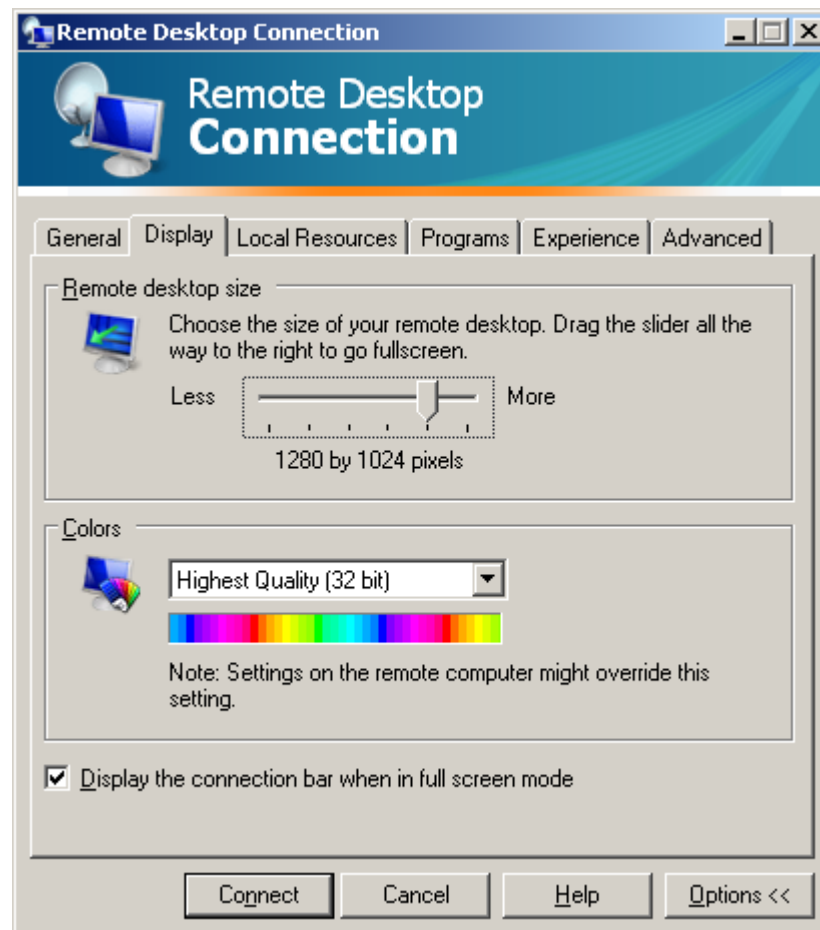 Remote Desktop Connection
Remote Desktop
Connection
General Display Local Resources Programs Experience Advanced
Remote desktop size
Choose the size of your remote desktop. Drag the slider all the
way to the right to go fullscreen.
Less More
1280 by 1024 pixels
Colors
Highest Quality (32 bit)
Note: Settings on the remote computer might override this
setting.
Display the connection bar when in full screen mode
Connect Cancel Help Options <<